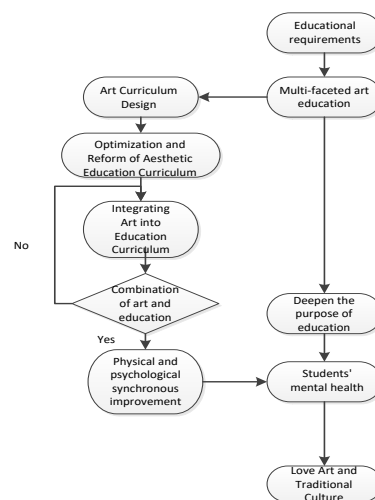 Educational
requirements
Art Curriculum
Design
Multi-faceted art
education
Optimization and
Reform of Aesthetic
Education Curriculum
Integrating
Art into
Education
Curriculum
No
Combination
of art and
education
Deepen the
purpose of
education
Yes
Physical and
psychological
synchronous
improvement
Students'
mental health
Love Art and
Traditional
Culture